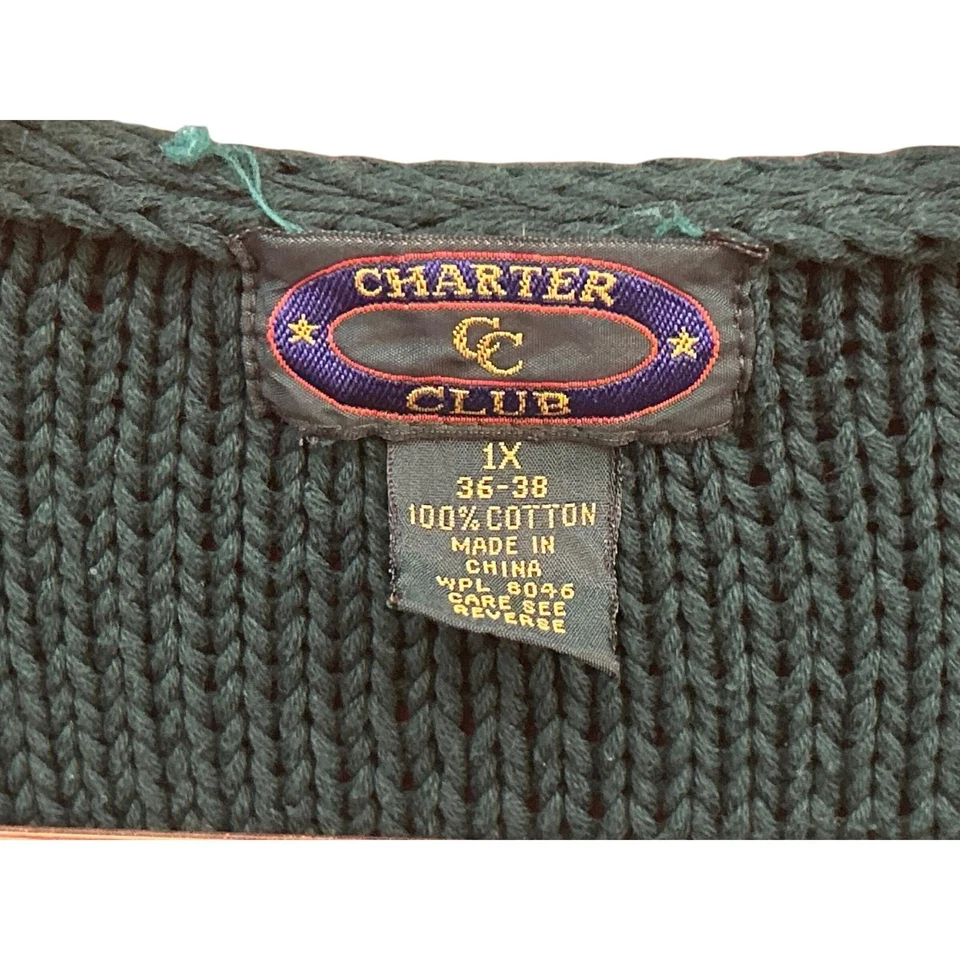 CHARTER
CC
CLUB
1X
36-38
100% COTTON
MADE IN
CHINA
WPL 8046
CARE SEE
REVERSE